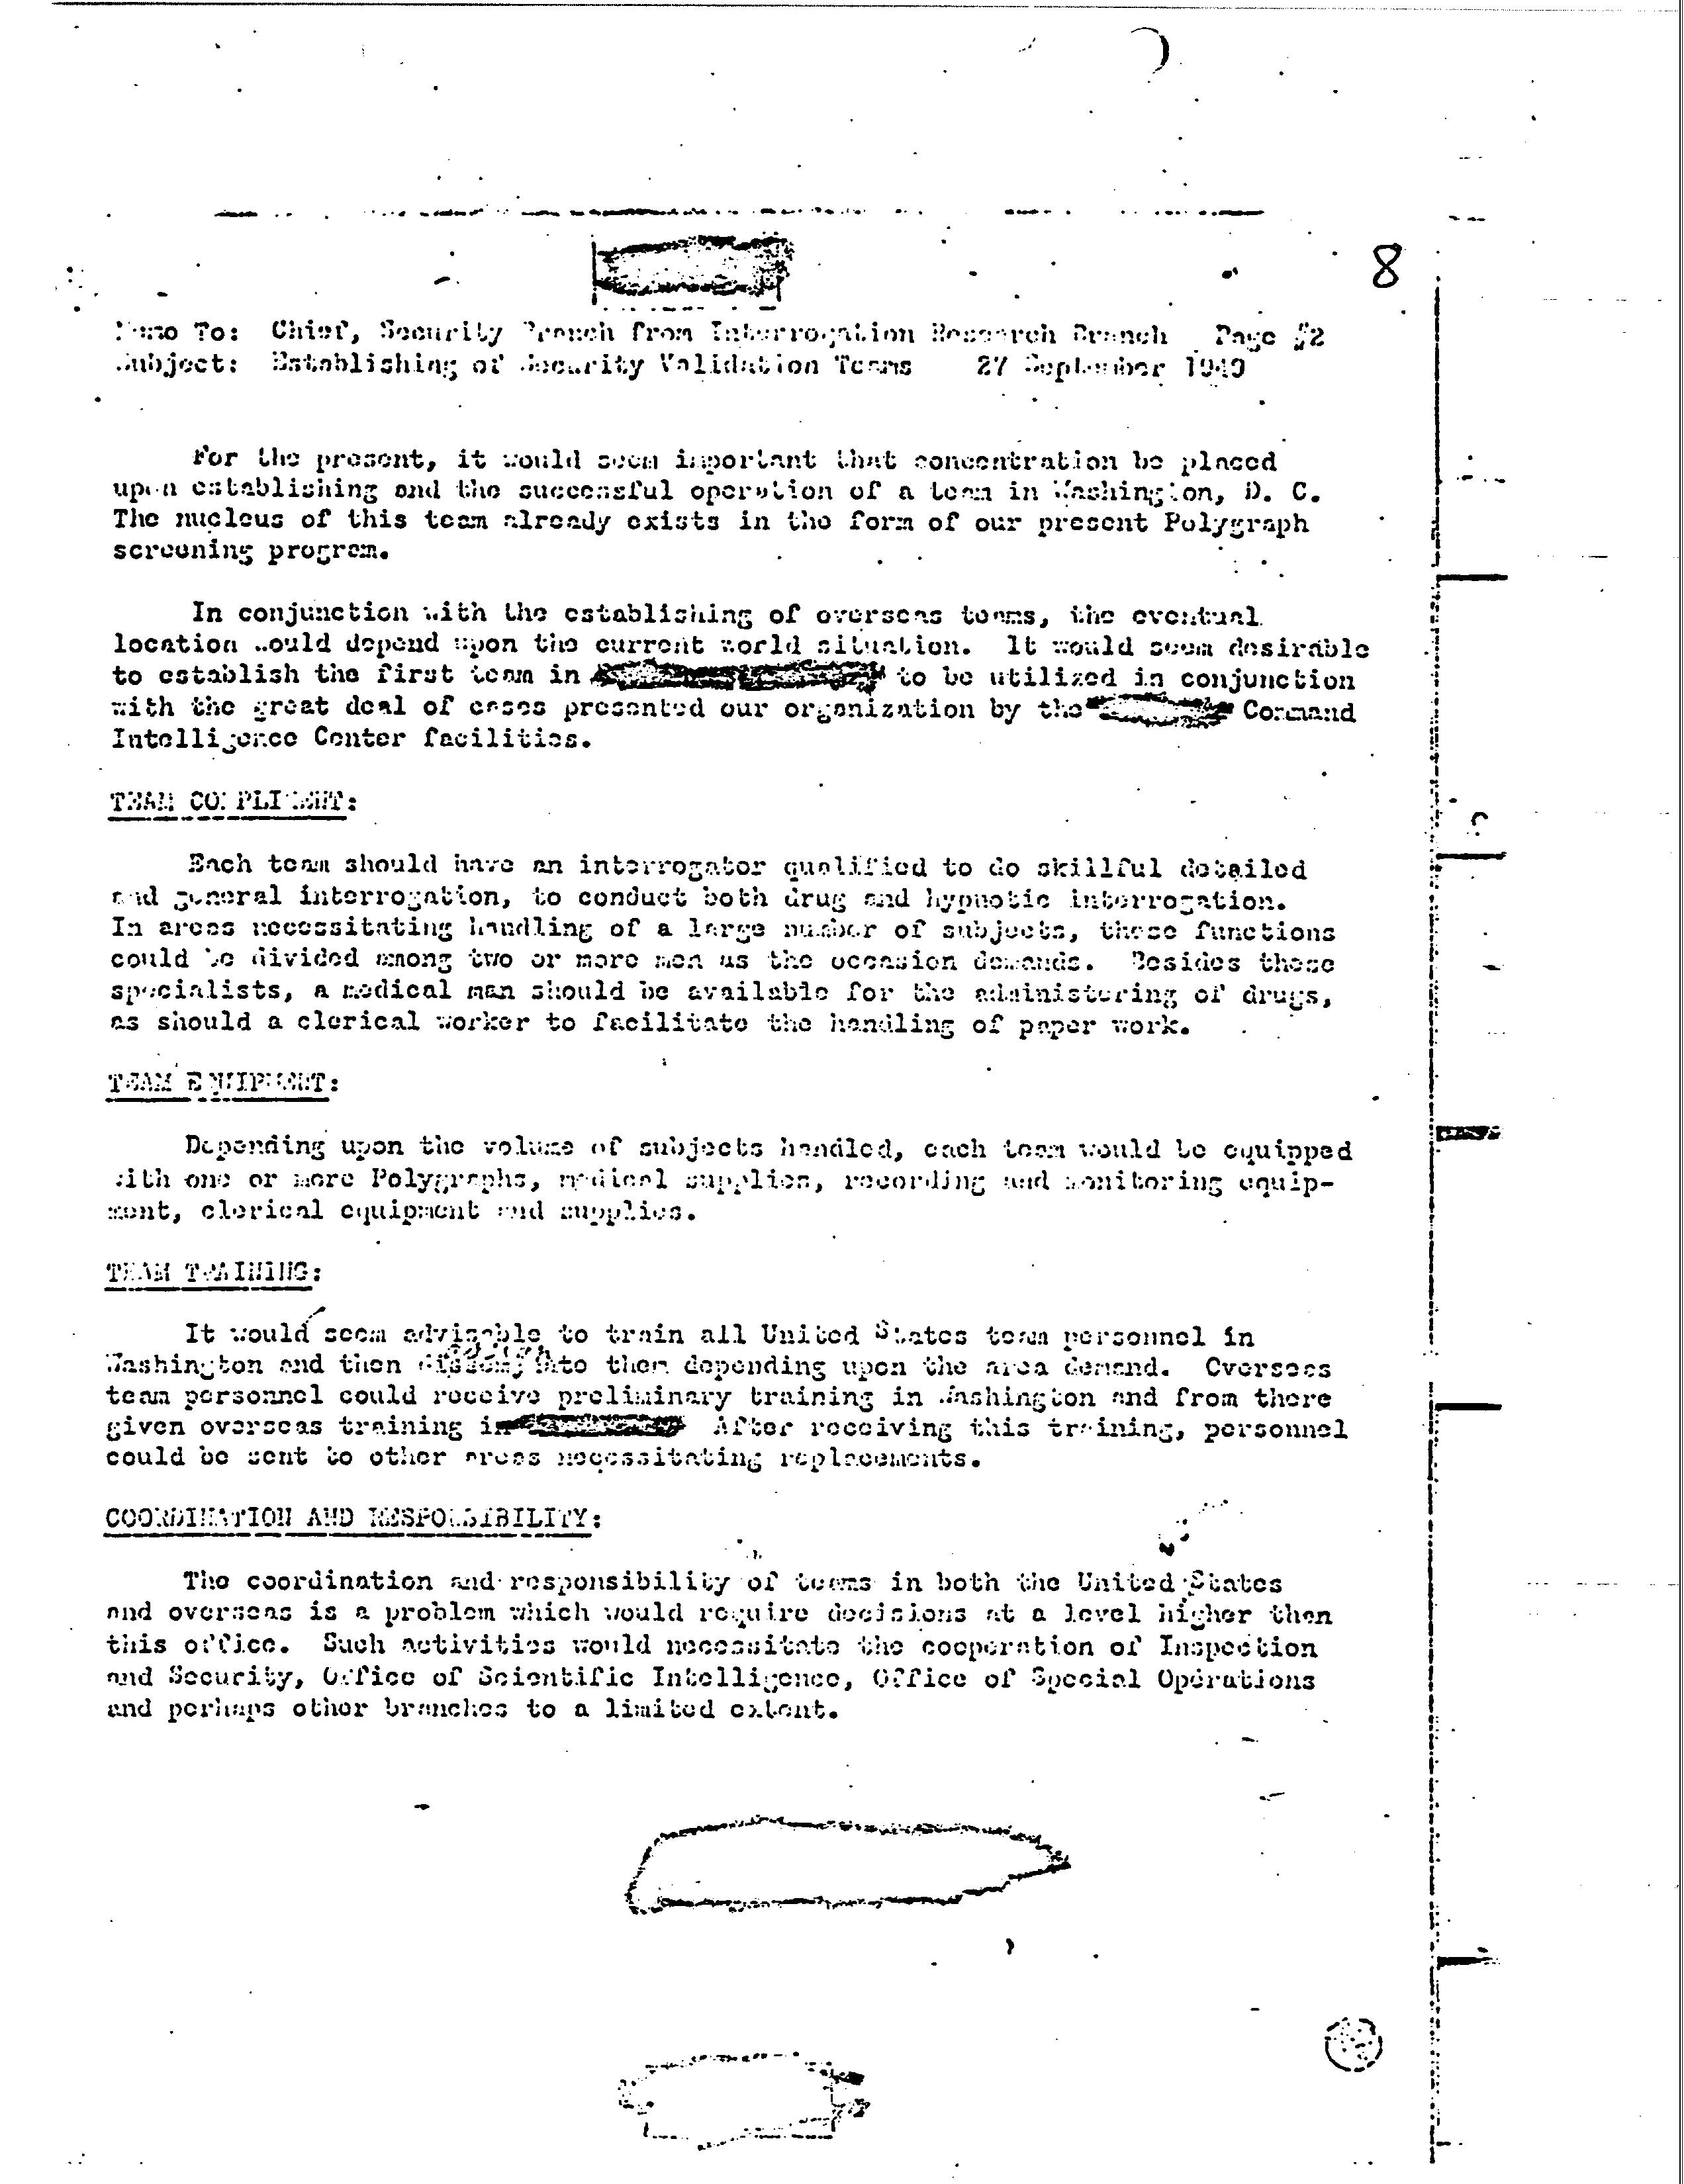 8
Memo To: Chief, Security Branch from Interrogation Research Branch Page #2
Subject: Establishing of Security Validation Teams 27 September 1949
For the present, it would seem important that concentration be placed
upon establishing and the successful operation of a team in Washington, D. C.
The nucleus of this team already exists in the form of our present Polygraph
screening program.
In conjunction with the establishing of overseas teams, the eventual
location would depend upon the current world situation. It would seem desirable
to establish the first team in to be utilized in conjunction
with the great deal of cases presented our organization by the Command
Intelligence Center facilities.
TEAM COMPLIMENT:
Each team should have an interrogator qualified to do skillful detailed
and general interrogation, to conduct both drug and hypnotic interrogation.
In areas necessitating handling of a large number of subjects, these functions
could be divided among two or more men as the occasion demands. Besides these
specialists, a medical man should be available for the administering of drugs,
as should a clerical worker to facilitate the handling of paper work.
TEAM EQUIPMENT:
Depending upon the volume of subjects handled, each team would be equipped
with one or more Polygraphs, medical supplies, recording and monitoring equip-
ment, clerical equipment and supplies.
TEAM TRAINING:
It would seem advisable to train all United States team personnel in
Washington and then them depending upon the area demand. Overseas
team personnel could receive preliminary training in Washington and from there
given overseas training in After receiving this training, personnel
could be sent to other areas necessitating replacements.
COORDINATION AND RESPONSIBILITY:
The coordination and responsibility of teams in both the United States
and overseas is a problem which would require decisions at a level higher then
this office. Such activities would necessitate the cooperation of Inspection
and Security, Office of Scientific Intelligence, Office of Special Operations
and perhaps other branches to a limited extent.